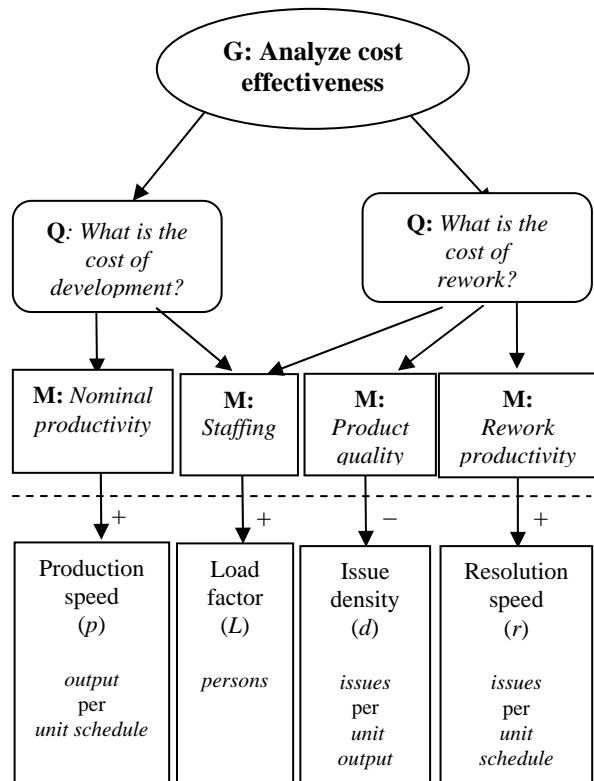 G: Analyze cost
effectiveness
Q: What is the
cost of
development?
Q: What is the
cost of
rework?
M: Nominal
productivity
M:
Staffing
M:
Product
quality
M:
Rework
productivity
+
+
−
+
Production
speed
(p)
output
per
unit schedule
Load
factor
(L)
persons
Issue
density
(d)
issues
per
unit
output
Resolution
speed
(r)
issues
per
unit
schedule